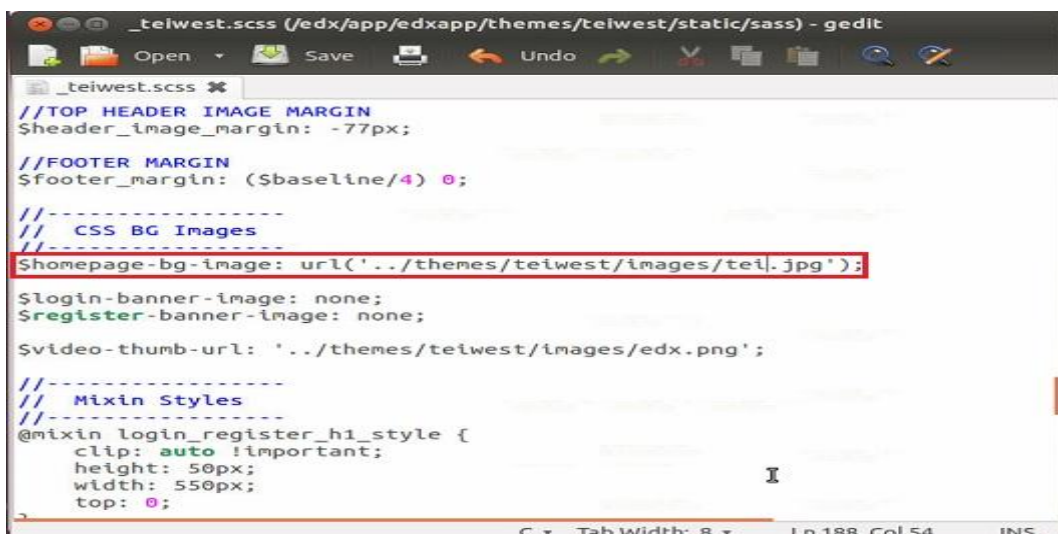 _teiwest.scss (/edx/app/edxapp/themes/teiwest/static/sass) - gedit
Open Save Undo
_teiwest.scss
//TOP HEADER IMAGE MARGIN
$header_image_margin: -77px;
//FOOTER MARGIN
$footer_margin: ($baseline/4) 0;
//-----------------
//  CSS BG Images
//-----------------
$homepage-bg-image: url('../themes/teiwest/images/tei.jpg');
$login-banner-image: none;
$register-banner-image: none;
$video-thumb-url: '../themes/teiwest/images/edx.png';
//-----------------
//  Mixin Styles
//-----------------
@mixin login_register_h1_style {
    clip: auto !important;
    height: 50px;
    width: 550px;
    top: 0;
C Tab Width: 8 Ln 188, Col 54 INS